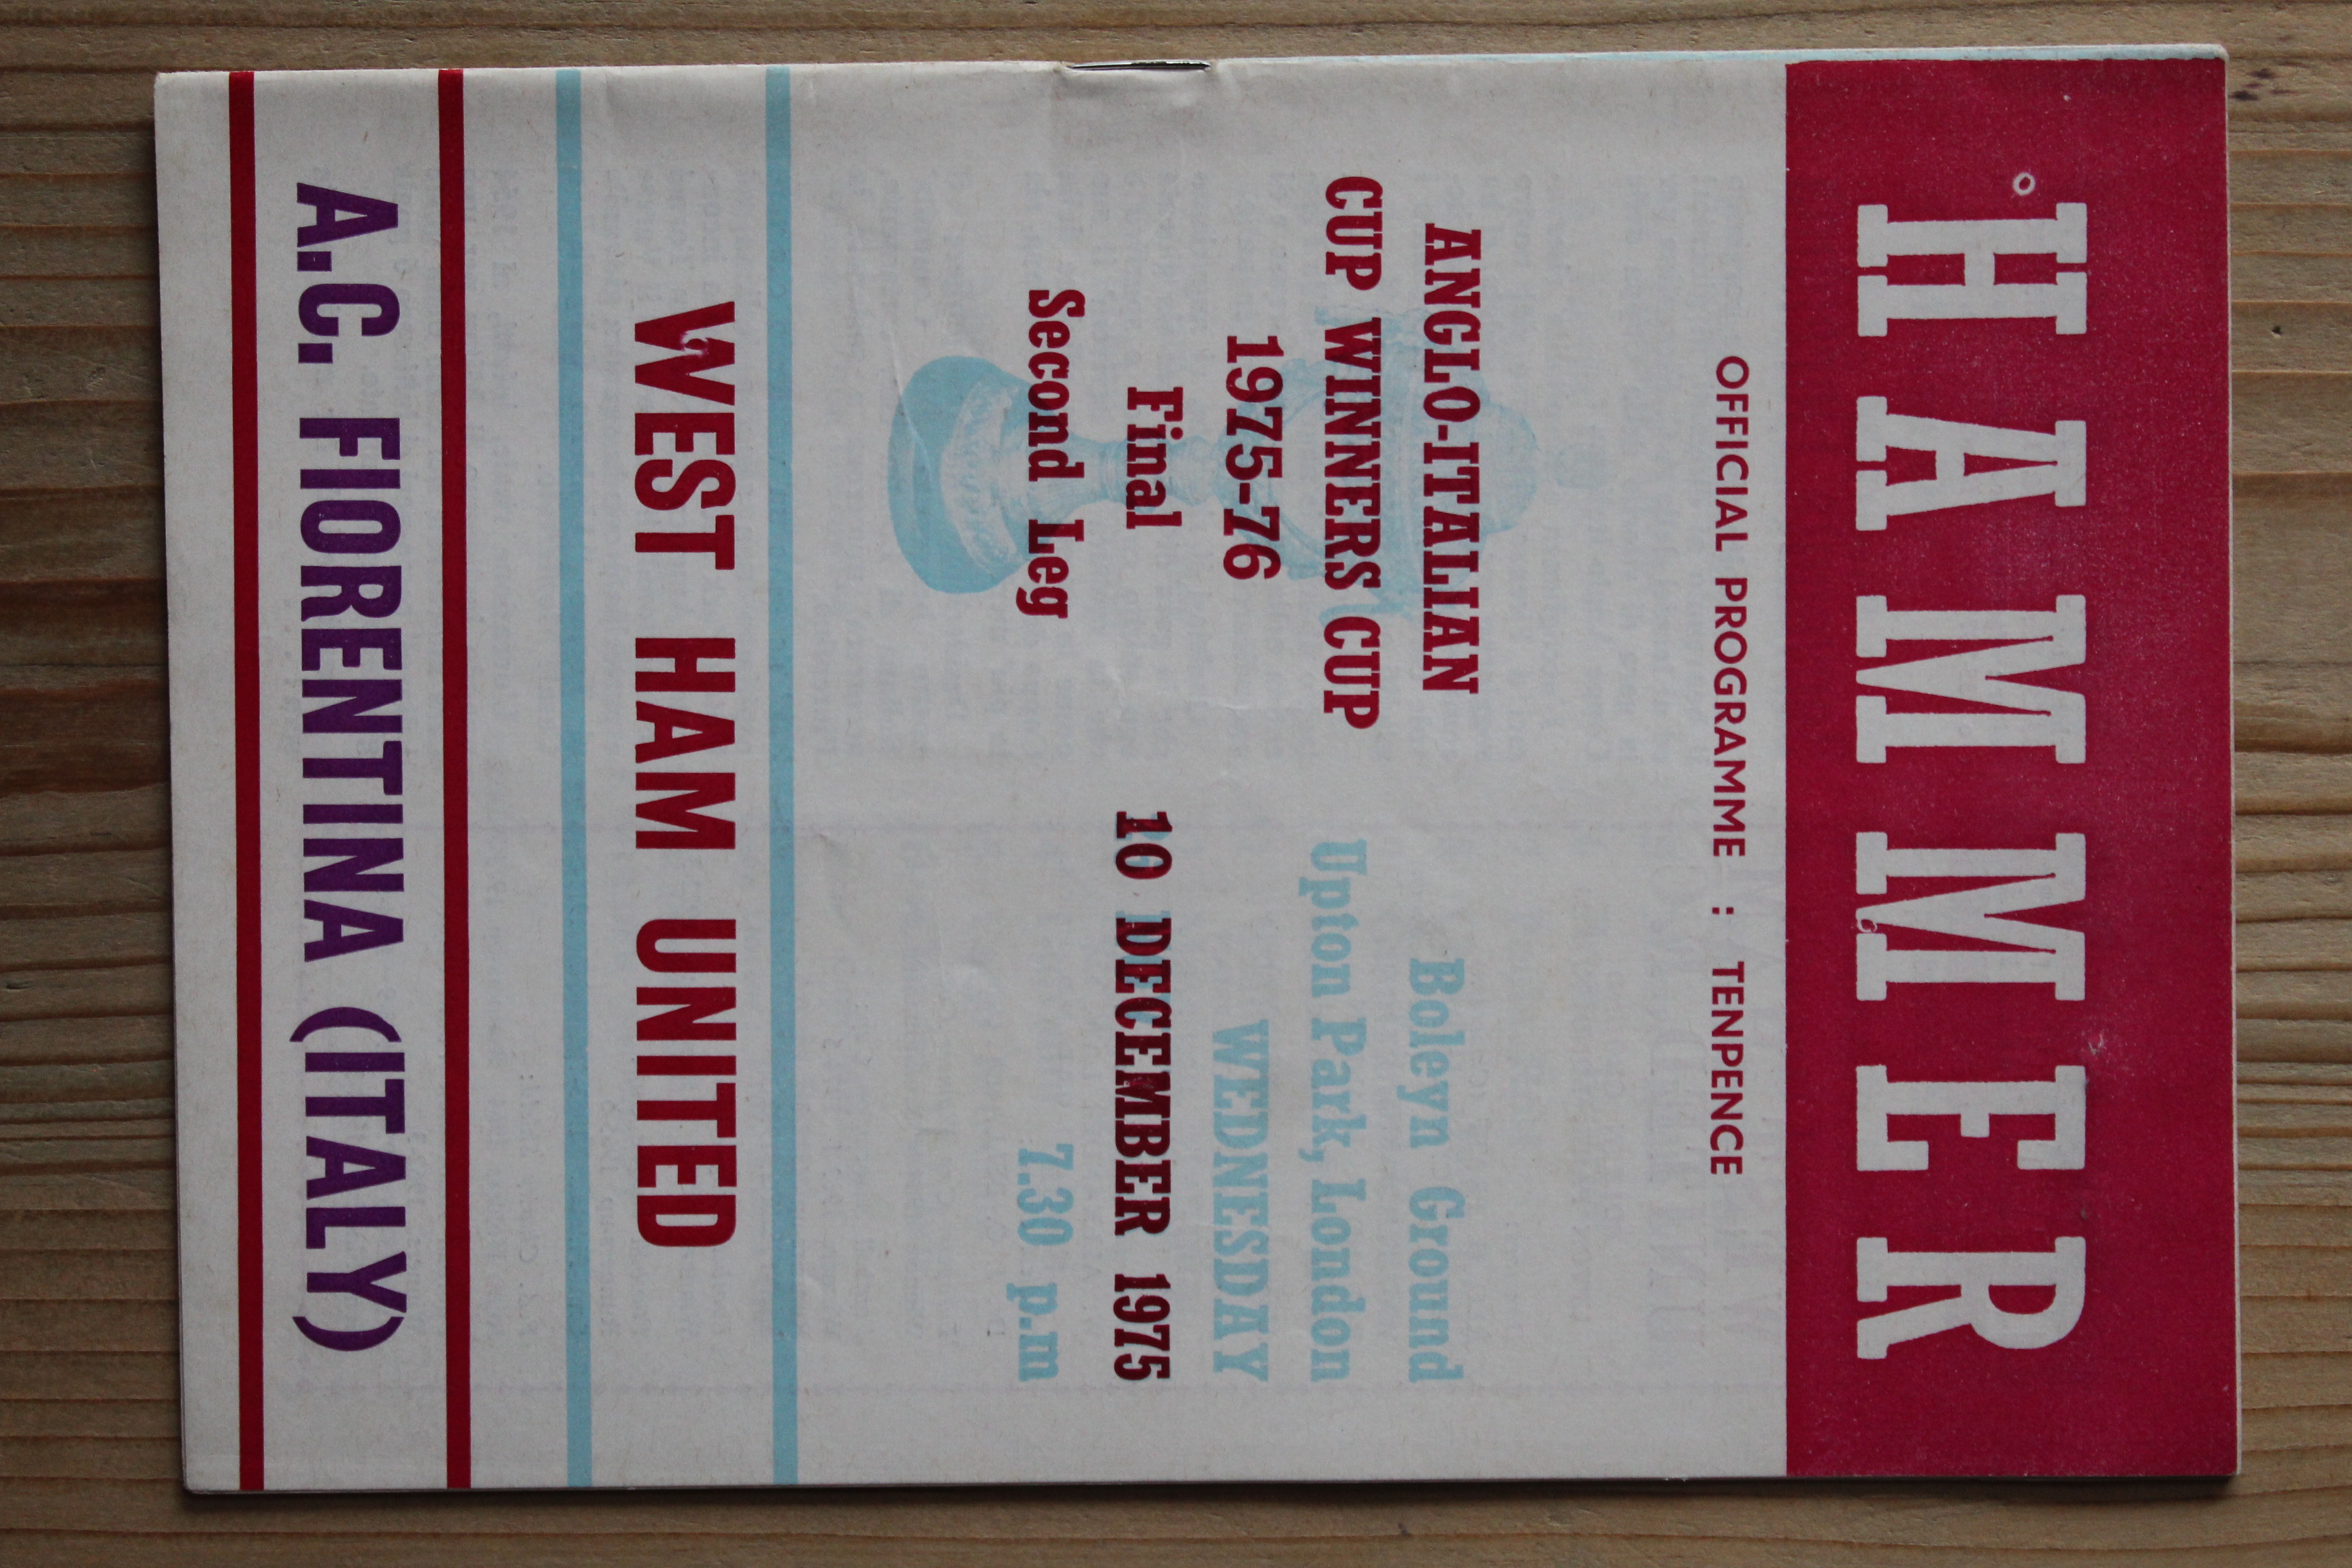 HAMMER
OFFICIAL PROGRAMME : TENPENCE
ANGLO-ITALIAN
CUP WINNERS CUP
1975-76
Final
Second Leg
Boleyn Ground
Upton Park, London
WEDNESDAY
10 DECEMBER 1975
7.30 p.m
WEST HAM UNITED
A.C. FIORENTINA (ITALY)